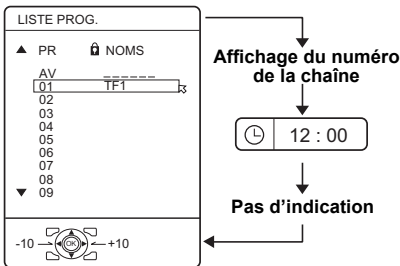 LISTE PROG.
PR NOMS
AV _ _ _ _ _ _
01 TF1
02
03
04
05
06
07
08
09
-10 OK +10
Affichage du numéro
de la chaîne
12 : 00
Pas d'indication